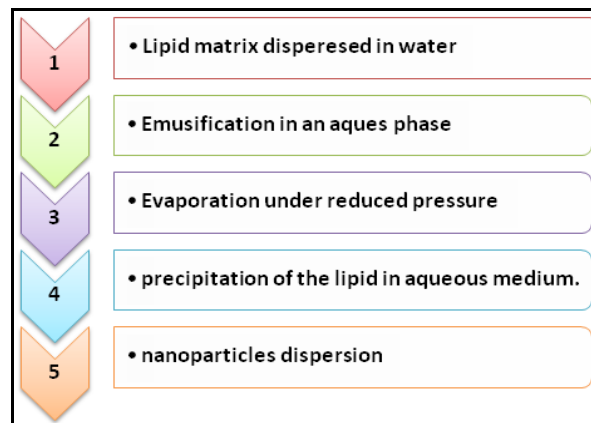 1
• Lipid matrix disperesed in water
2
• Emusification in an aques phase
3
• Evaporation under reduced pressure
4
• precipitation of the lipid in aqueous medium.
5
• nanoparticles dispersion